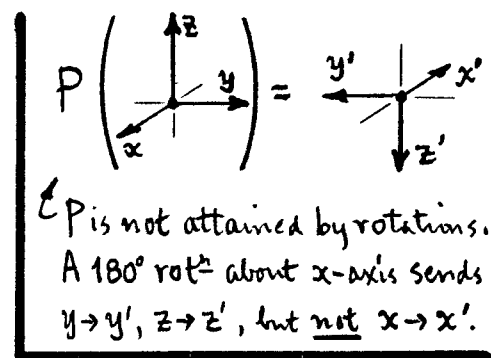 P ( z y x ) = y' x' z'
P is not attained by rotations.
A 180° rotⁿ about x-axis sends
y→y', z→z', but not x→x'.